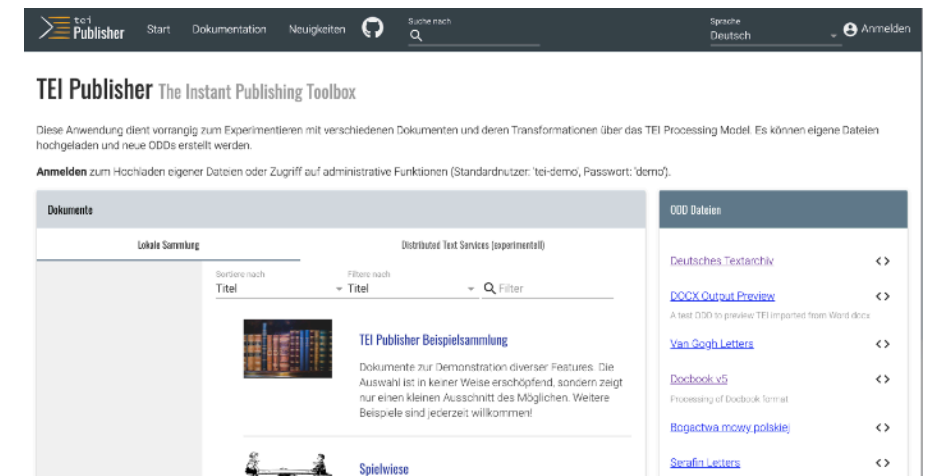 tei
Publisher
Start
Dokumentation
Neuigkeiten
Suche nach
Sprache
Deutsch
Anmelden
TEI Publisher The Instant Publishing Toolbox
Diese Anwendung dient vorrangig zum Experimentieren mit verschiedenen Dokumenten und deren Transformationen über das TEI Processing Model. Es können eigene Dateien
hochgeladen und neue ODDs erstellt werden.
Anmelden zum Hochladen eigener Dateien oder Zugriff auf administrative Funktionen (Standardnutzer: 'tei-demo', Passwort: 'demo').
Dokumente
Lokale Sammlung
Distributed Text Services (experimentell)
Sortiere nach
Titel
Filtere nach
Titel
Filter
TEI Publisher Beispielsammlung
Dokumente zur Demonstration diverser Features. Die
Auswahl ist in keiner Weise erschöpfend, sondern zeigt
nur einen kleinen Ausschnitt des Möglichen. Weitere
Beispiele sind jederzeit willkommen!
Spielwiese
ODD Dateien
Deutsches Textarchiv
<>
DOCX Output Preview
<>
A test ODD to preview TEI imported from Word docx
Van Gogh Letters
<>
Docbook v5
<>
Processing of Docbook format
Bogactwa mowy polskiej
<>
Serafin Letters
<>